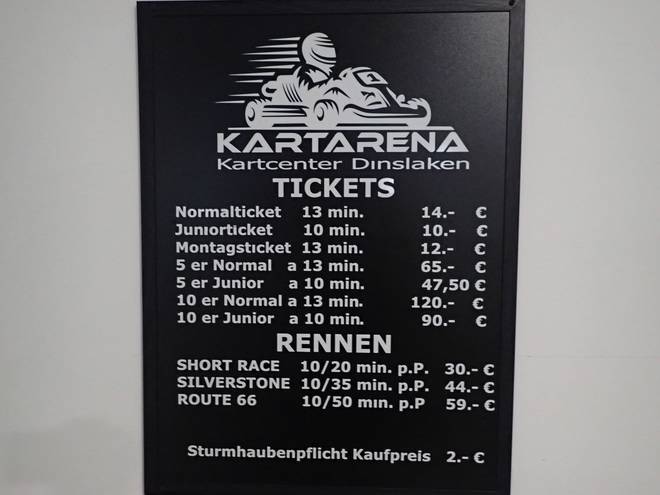 KARTARENA
Kartcenter Dinslaken
TICKETS
Normalticket 13 min. 14.- €
Juniorticket 10 min. 10.- €
Montagsticket 13 min. 12.- €
5 er Normal a 13 min. 65.- €
5 er Junior a 10 min. 47,50 €
10 er Normal a 13 min. 120.- €
10 er Junior a 10 min. 90.- €
RENNEN
SHORT RACE 10/20 min. p.P. 30.- €
SILVERSTONE 10/35 min. p.P. 44.- €
ROUTE 66 10/50 min. p.P 59.- €
Sturmhaubenpflicht Kaufpreis 2.- €